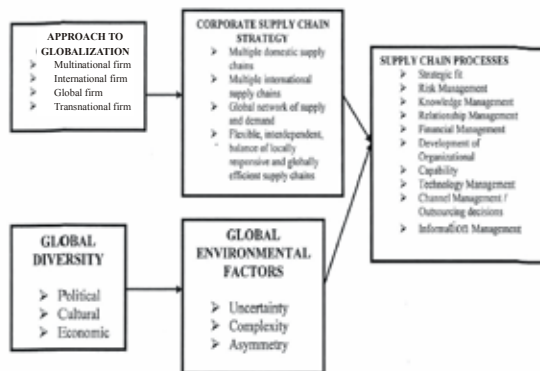 APPROACH TO
GLOBALIZATION
➢ Multinational firm
➢ International firm
➢ Global firm
➢ Transnational firm
CORPORATE SUPPLY CHAIN
STRATEGY
➢ Multiple domestic supply
chains
➢ Multiple international
supply chains
➢ Global network of supply
and demand
➢ Flexible, interdependent,
balance of locally
responsive and globally
efficient supply chains
SUPPLY CHAIN PROCESSES
➢ Strategic fit
➢ Risk Management
➢ Knowledge Management
➢ Relationship Management
➢ Financial Management
➢ Development of
Organizational
➢ Capability
➢ Technology Management
➢ Channel Management /
Outsourcing decisions
➢ Information Management
GLOBAL
DIVERSITY
➢ Political
➢ Cultural
➢ Economic
GLOBAL
ENVIRONMENTAL
FACTORS
➢ Uncertainty
➢ Complexity
➢ Asymmetry